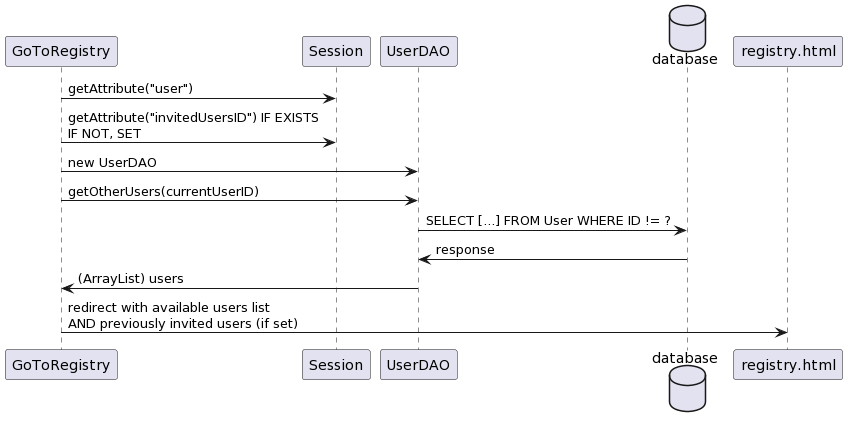 database
GoToRegistry Session UserDAO registry.html
getAttribute("user")
getAttribute("invitedUsersID") IF EXISTS
IF NOT, SET
new UserDAO
getOtherUsers(currentUserID)
SELECT [...] FROM User WHERE ID != ?
response
(ArrayList) users
redirect with available users list
AND previously invited users (if set)
database
GoToRegistry Session UserDAO registry.html